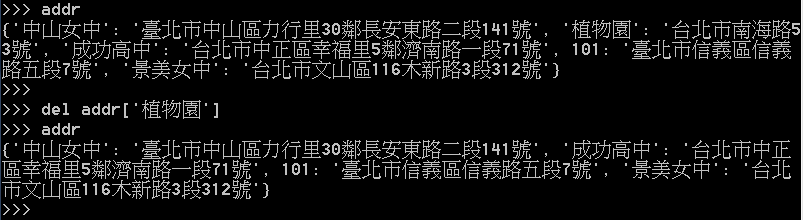 >>> addr
{'中山女中': '臺北市中山區力行里30鄰長安東路二段141號', '植物園': '台北市南海路5
3號', '成功高中': '台北市中正區幸福里5鄰濟南路一段71號', 101: '臺北市信義區信義
路五段7號', '景美女中': '台北市文山區116木新路3段312號'}
>>>
>>> del addr['植物園']
>>> addr
{'中山女中': '臺北市中山區力行里30鄰長安東路二段141號', '成功高中': '台北市中正
區幸福里5鄰濟南路一段71號', 101: '臺北市信義區信義路五段7號', '景美女中': '台北
市文山區116木新路3段312號'}
>>>